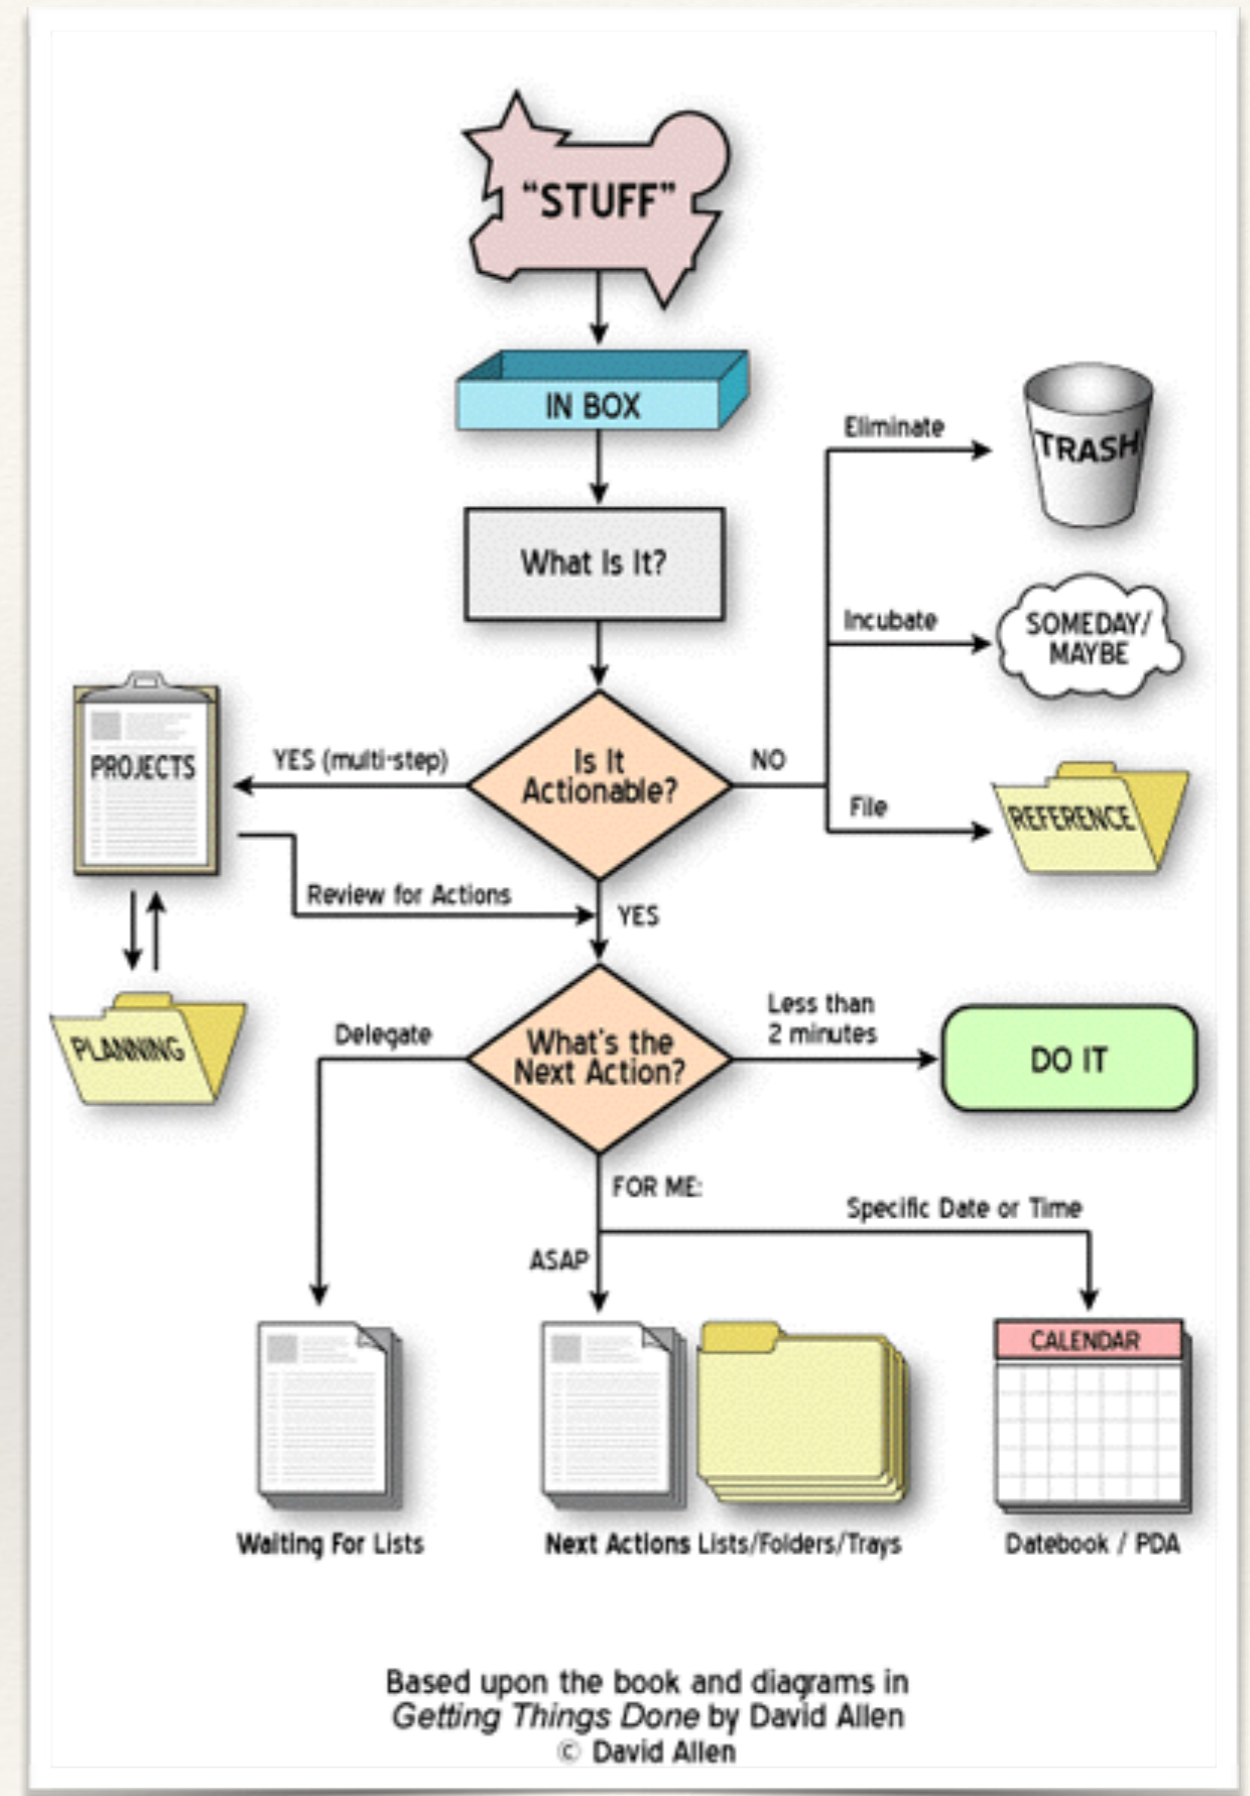 “STUFF”
IN BOX
Eliminate
TRASH
What Is It?
Incubate
SOMEDAY/
MAYBE
PROJECTS
YES (multi-step)
Is It
Actionable?
NO
File
REFERENCE
Review for Actions
YES
PLANNING
Delegate
What's the
Next Action?
Less than
2 minutes
DO IT
FOR ME:
Specific Date or Time
ASAP
CALENDAR
Waiting For Lists
Next Actions Lists/Folders/Trays
Datebook / PDA
Based upon the book and diagrams in
Getting Things Done by David Allen
© David Allen